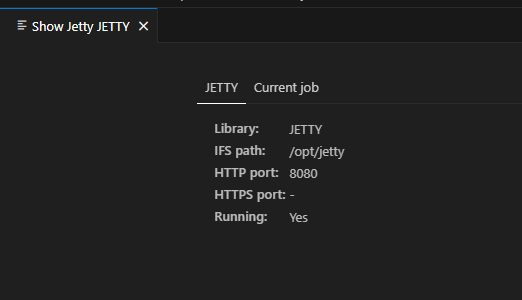 Show Jetty JETTY
JETTY Current job
Library: JETTY
IFS path: /opt/jetty
HTTP port: 8080
HTTPS port: -
Running: Yes